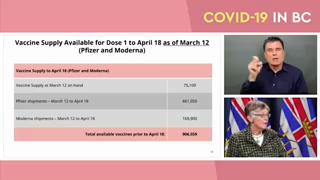 COVID-19 IN BC
Vaccine Supply Available for Dose 1 to April 18 as of March 12
(Pfizer and Moderna)
Vaccine Supply to April 18 (Pfizer and Moderna)
Vaccine Supply at March 12 on hand 75,109
Pfizer shipments – March 12 to April 18 661,050
Moderna shipments – March 12 to April 18 169,900
Total available vaccines prior to April 18: 906,059